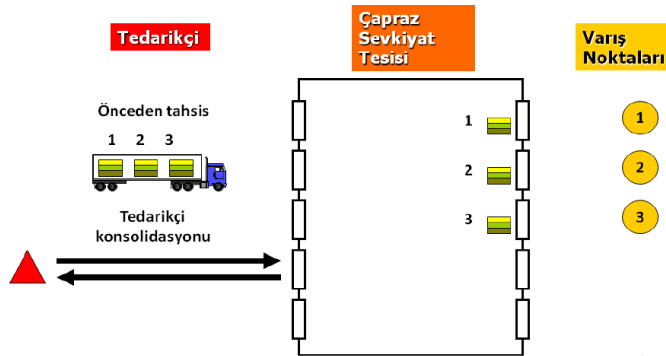 Tedarikçi
Çapraz
Sevkiyat
Tesisi
Varış
Noktaları
Önceden tahsis
1 2 3
Tedarikçi
konsolidasyonu
1
2
3
1
2
3